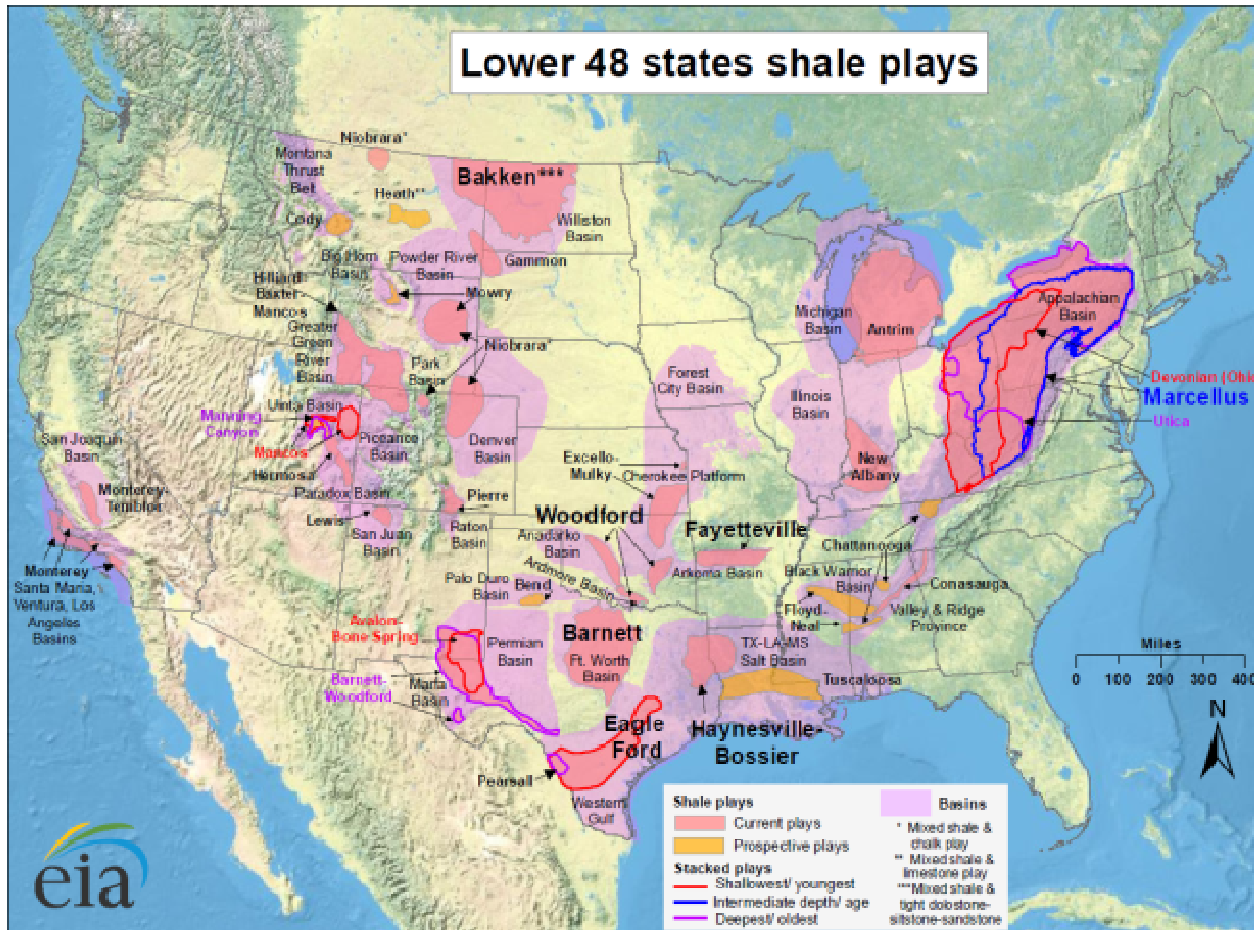 Lower 48 states shale plays
Niobrara*
Montana
Thrust
Blet
Bakken***
Heath**
Cody
Williston
Basin
Big Horn
Basin
Powder River
Basin
Gammon
Hilliard-
Baxter-
Mancos
Mowry
Greater
Green
River
Basin
Niobrara*
Park
Basin
Michigan
Basin
Antrim
Appalachian
Basin
Forest
City Basin
Illinois
Basin
Devonian (Ohio
Marcellus
Utica
Uinta Basin
Manning
Canyon
Mancos
Piceance
Basin
Denver
Basin
San Joaquin
Basin
Hermosa
Excello-
Mulky
Cherokee Platform
New
Albany
Monterey-
Temblor
Paradox Basin
Lewis
San Juan
Basin
Pierre
Raton
Basin
Woodford
Anadarko
Basin
Fayetteville
Ardmore Basin
Arkoma Basin
Chattanooga
Black Warrior
Basin
Conasauga
Monterey
Santa Maria,
Ventura, Los
Angeles
Basins
Palo Duro
Basin
Bend
Floyd-
Neal
Valley & Ridge
Province
Avalon-
Bone Spring
Permian
Basin
Barnett
Ft. Worth
Basin
TX-LA-MS
Salt Basin
Tuscaloosa
Barnett-
Woodford
Marfa
Basin
Eagle
Ford
Haynesville-
Bossier
Pearsall
Western
Gulf
Miles
0 100 200 300 400
N
Shale plays
Current plays
Prospective plays
Stacked plays
Shallowest/ youngest
Intermediate depth/ age
Deepest/ oldest
Basins
* Mixed shale &
chalk play
** Mixed shale &
limestone play
***Mixed shale &
tight dolostone-
siltstone-sandstone
eia